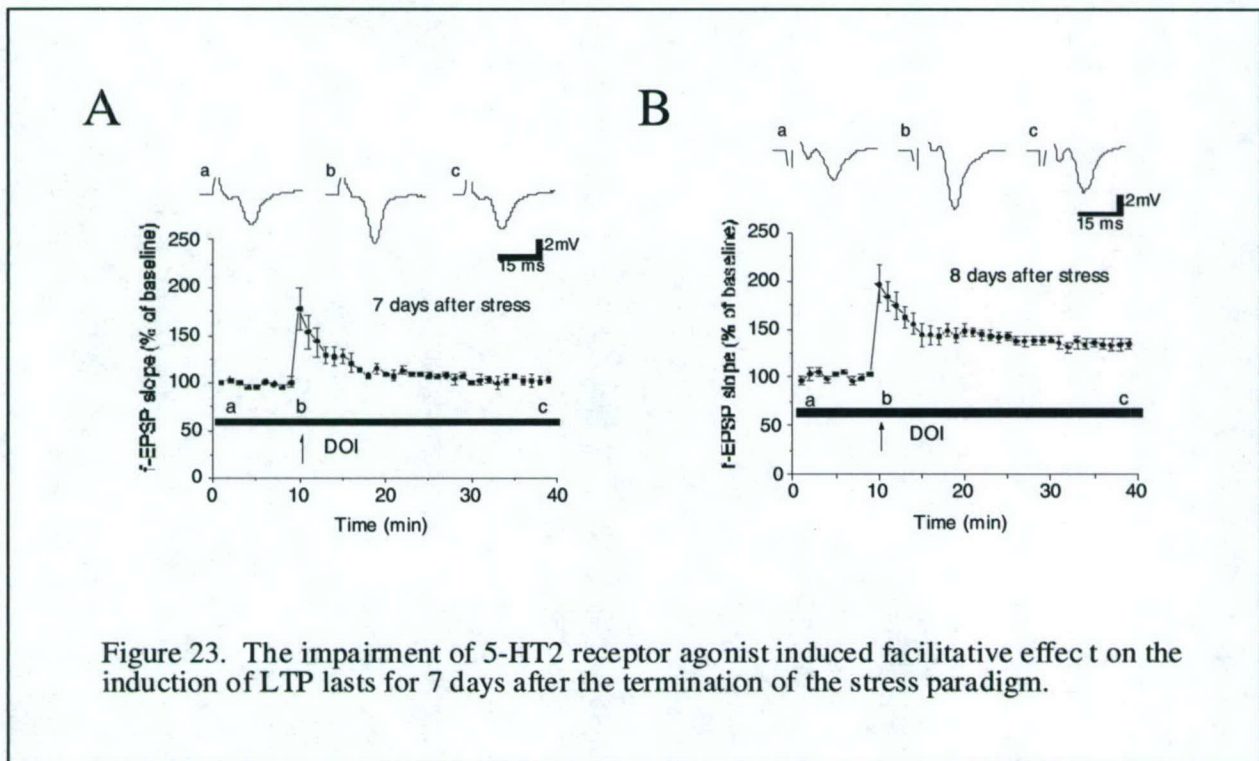 A
a
b
c
2mV
15 ms
250
200
150
100
50
0
f-EPSP slope (% of baseline)
7 days after stress
a
b
c
DOI
0
10
20
30
40
Time (min)
B
a
b
c
2mV
15 ms
250
200
150
100
50
0
f-EPSP slope (% of baseline)
8 days after stress
a
b
c
DOI
0
10
20
30
40
Time (min)
Figure 23. The impairment of 5-HT2 receptor agonist induced facilitative effec t on the
induction of LTP lasts for 7 days after the termination of the stress paradigm.